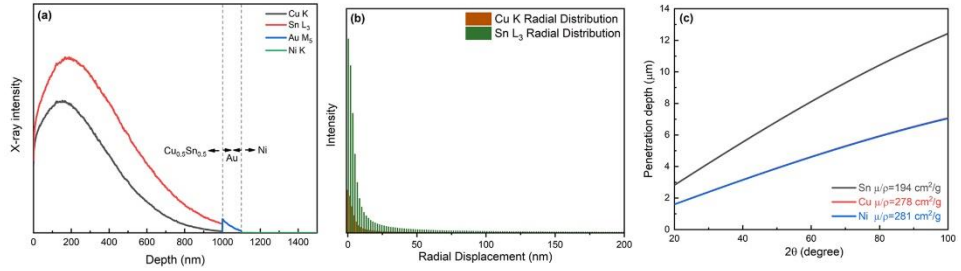 (a)
Cu K
Sn L₃
Au M₅
Ni K
X-ray intensity
Cu₀.₅Sn₀.₅
Au
Ni
0 200 400 600 800 1000 1200 1400
Depth (nm)
(b)
Cu K Radial Distribution
Sn L₃ Radial Distribution
Intensity
0 50 100 150 200
Radial Displacement (nm)
(c)
Penetration depth (μm)
14
12
10
8
6
4
2
0
Sn μ/ρ=194 cm²/g
Cu μ/ρ=278 cm²/g
Ni μ/ρ=281 cm²/g
20 40 60 80 100
2θ (degree)